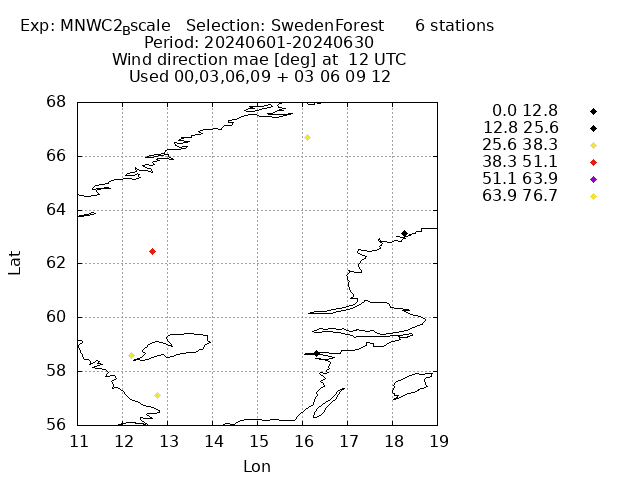 Exp: MNWC2Bscale Selection: SwedenForest 6 stations
Period: 20240601-20240630
Wind direction mae [deg] at 12 UTC
Used 00,03,06,09 + 03 06 09 12
0.0 12.8
12.8 25.6
25.6 38.3
38.3 51.1
51.1 63.9
63.9 76.7
68
66
64
62
60
58
56
Lat
11 12 13 14 15 16 17 18 19
Lon